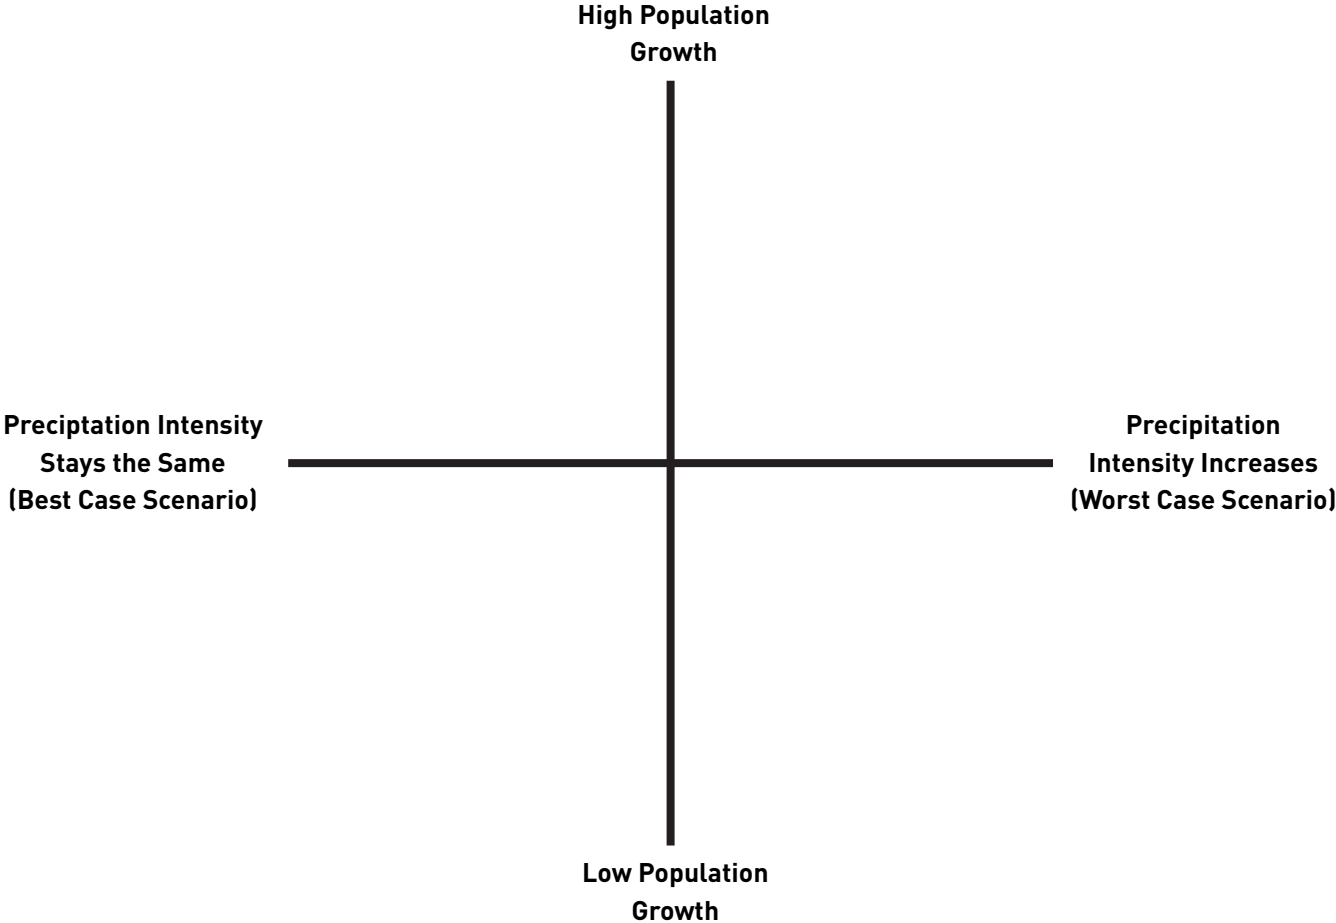 High Population
Growth
Preciptation Intensity
Stays the Same
(Best Case Scenario)
Precipitation
Intensity Increases
(Worst Case Scenario)
Low Population
Growth